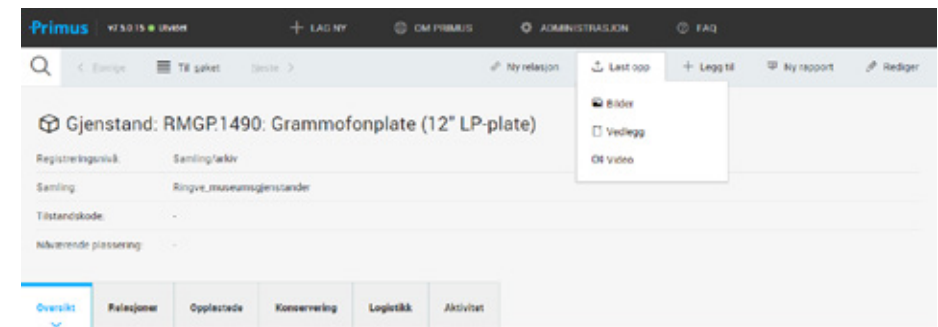 Primus v7.5.0.15 Utvidet + LAG NY OM PRIMUS ADMINISTRASJON FAQ
< Forrige Til søket Neste > Ny relasjon Last opp + Legg til Ny rapport Rediger
Bilder
Gjenstand: RMGP.1490: Grammofonplate (12" LP-plate)
Vedlegg
Registreringsnivå: Samling/arkiv
Video
Samling: Ringve_museumsgjenstander
Tilstandskode: -
Nåværende plassering: -
Oversikt Relasjoner Opplastede Konservering Logistikk Aktivitet